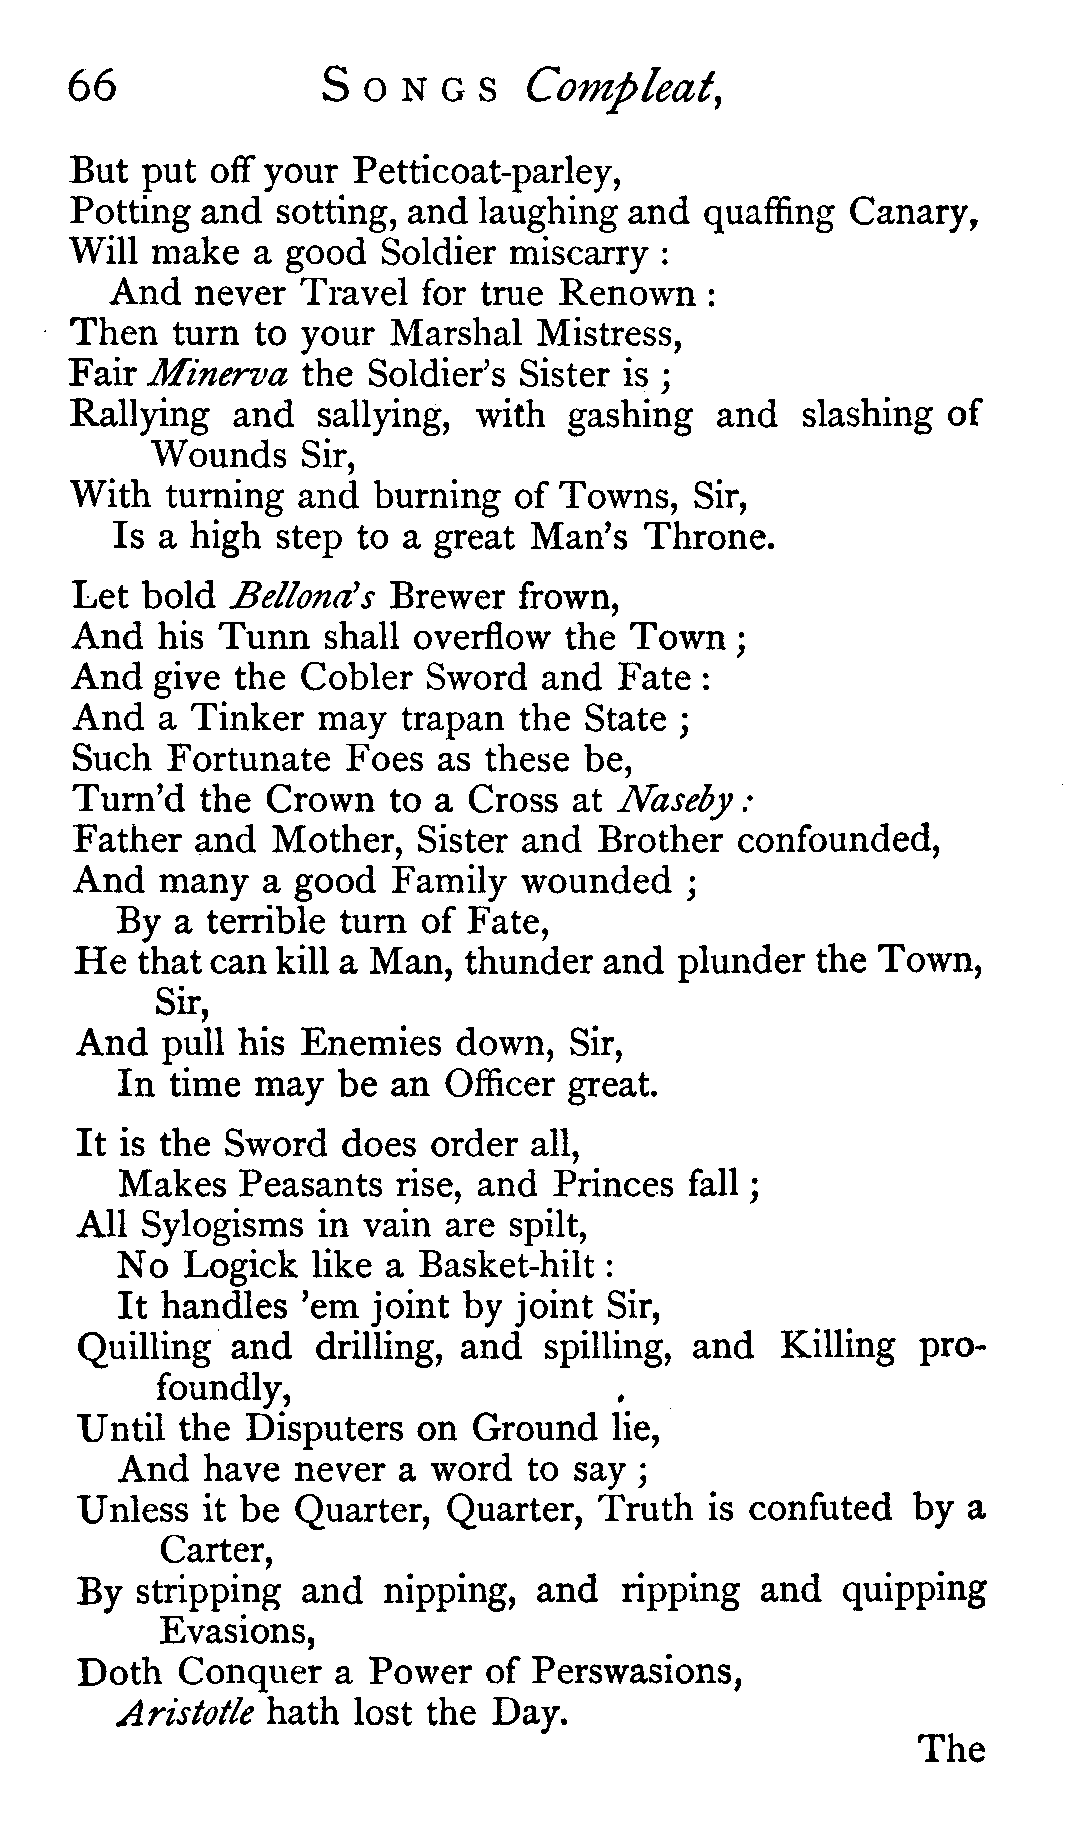 66 SONGS Compleat,
But put off your Petticoat-parley,
Potting and sotting, and laughing and quaffing Canary,
Will make a good Soldier miscarry :
And never Travel for true Renown :
Then turn to your Marshal Mistress,
Fair Minerva the Soldier's Sister is ;
Rallying and sallying, with gashing and slashing of
Wounds Sir,
With turning and burning of Towns, Sir,
Is a high step to a great Man's Throne.
Let bold Bellona's Brewer frown,
And his Tunn shall overflow the Town ;
And give the Cobler Sword and Fate :
And a Tinker may trapan the State ;
Such Fortunate Foes as these be,
Turn'd the Crown to a Cross at Naseby :
Father and Mother, Sister and Brother confounded,
And many a good Family wounded ;
By a terrible turn of Fate,
He that can kill a Man, thunder and plunder the Town,
Sir,
And pull his Enemies down, Sir,
In time may be an Officer great.
It is the Sword does order all,
Makes Peasants rise, and Princes fall ;
All Sylogisms in vain are spilt,
No Logick like a Basket-hilt :
It handles 'em joint by joint Sir,
Quilling and drilling, and spilling, and Killing pro-
foundly,
Until the Disputers on Ground lie,
And have never a word to say ;
Unless it be Quarter, Quarter, Truth is confuted by a
Carter,
By stripping and nipping, and ripping and quipping
Evasions,
Doth Conquer a Power of Perswasions,
Aristotle hath lost the Day.
The